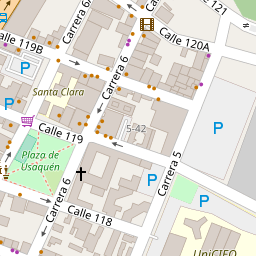 Calle 121
Carrera 6A
Calle 120A
Calle 119B
Carrera 6
P
Santa Clara
P
Calle 119
5-42
P
Plaza de
Usaquén
Carrera 5
P
Carrera 6
Calle 118
UniCIEO